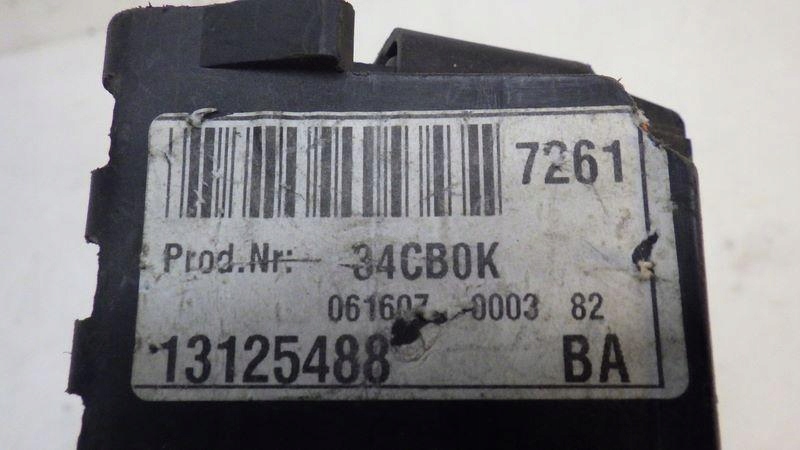 7261
Prod.Nr: 34CB0K
061607 0003 82
13125488 BA